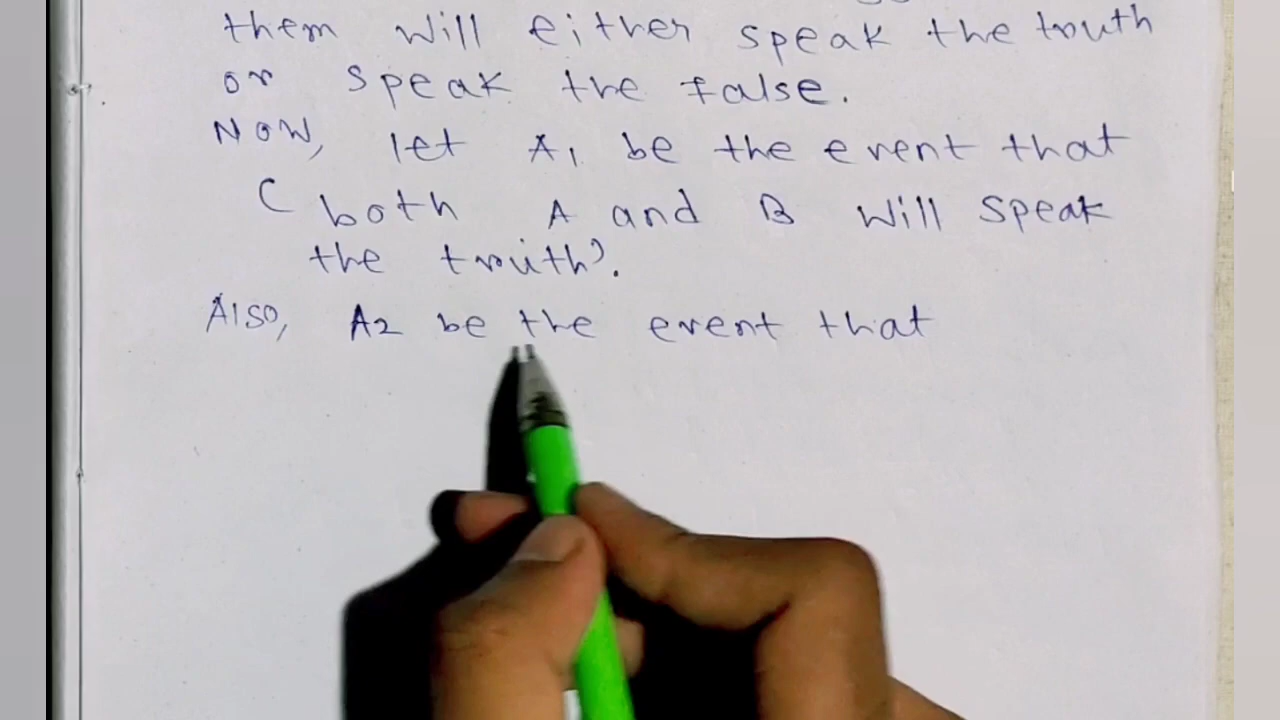 them will either speak the truth
or speak the false.
Now, let A1 be the event that
( both A and B will speak
the truth).
Also, A2 be the event that